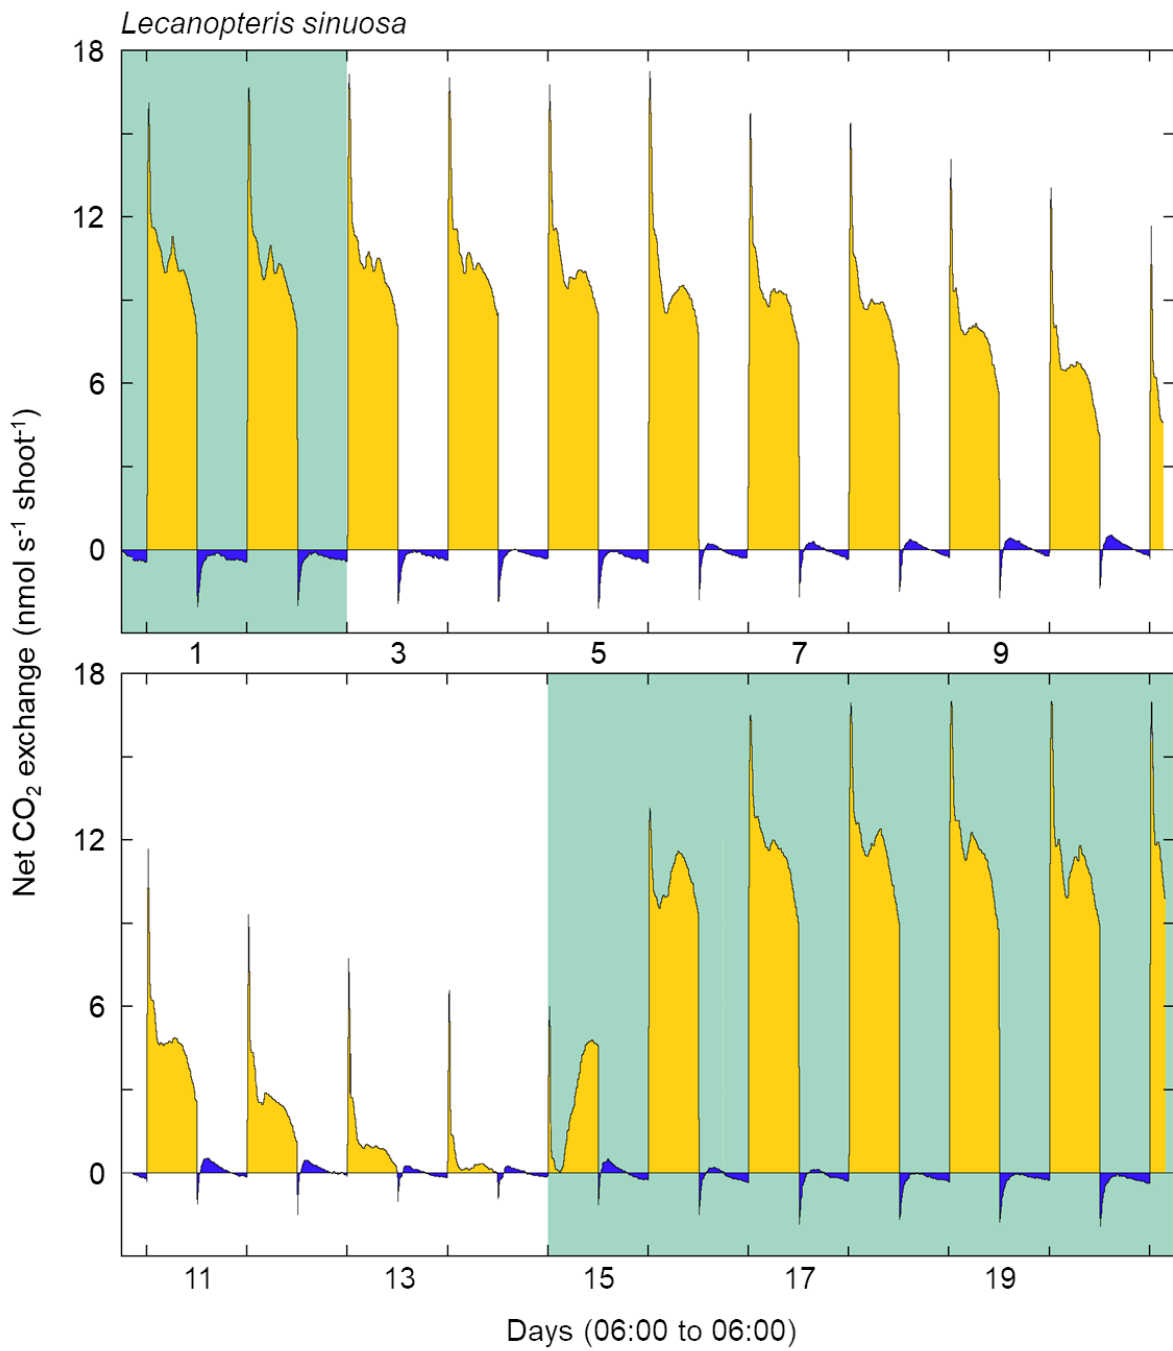 Lecanopteris sinuosa
18
12
6
0
1 3 5 7 9
18
12
6
0
11 13 15 17 19
Net CO₂ exchange (nmol s⁻¹ shoot⁻¹)
Days (06:00 to 06:00)